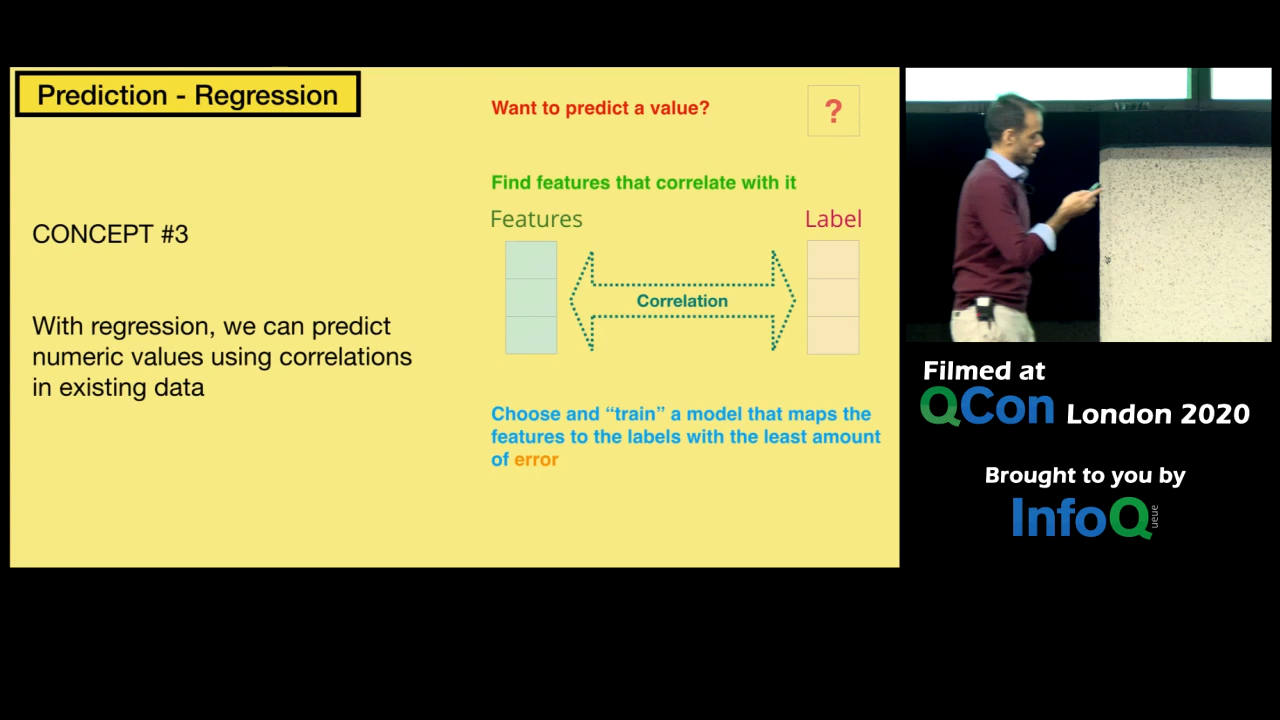 Prediction - Regression
CONCEPT #3
With regression, we can predict
numeric values using correlations
in existing data
Want to predict a value?
?
Find features that correlate with it
Features
Label
Correlation
Choose and “train” a model that maps the
features to the labels with the least amount
of error
Filmed at
QCon London 2020
Brought to you by
InfoQueue